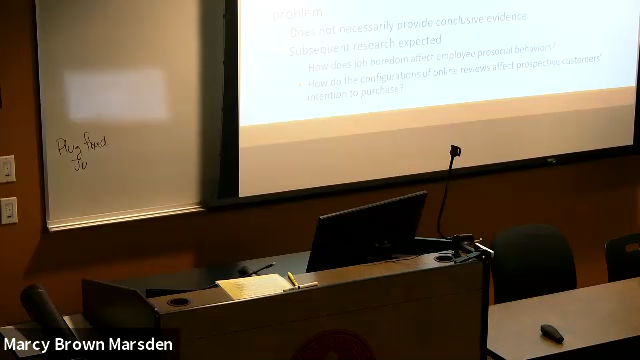 problem.
Does not necessarily provide conclusive evidence
Subsequent research expected
How does job boredom affect employee prosocial behaviors?
• How do the configurations of online reviews affect prospective customers'
intention to purchase?
Plug
Marcy Brown Marsden